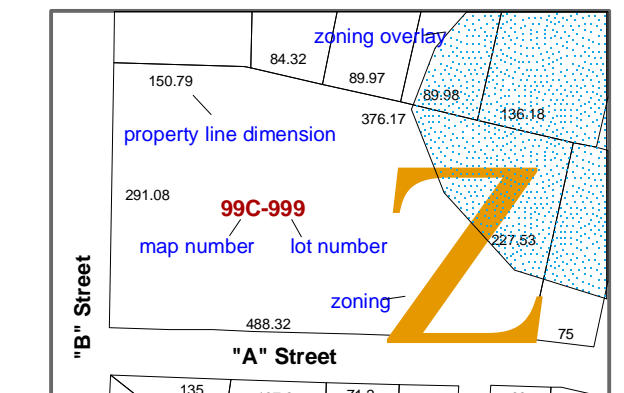 zoning overlay
84.32
150.79
89.97
89.98
136.18
376.17
property line dimension
291.08
99C-999
map number
lot number
227.53
zoning
Z
488.32
75
"B" Street
"A" Street
135